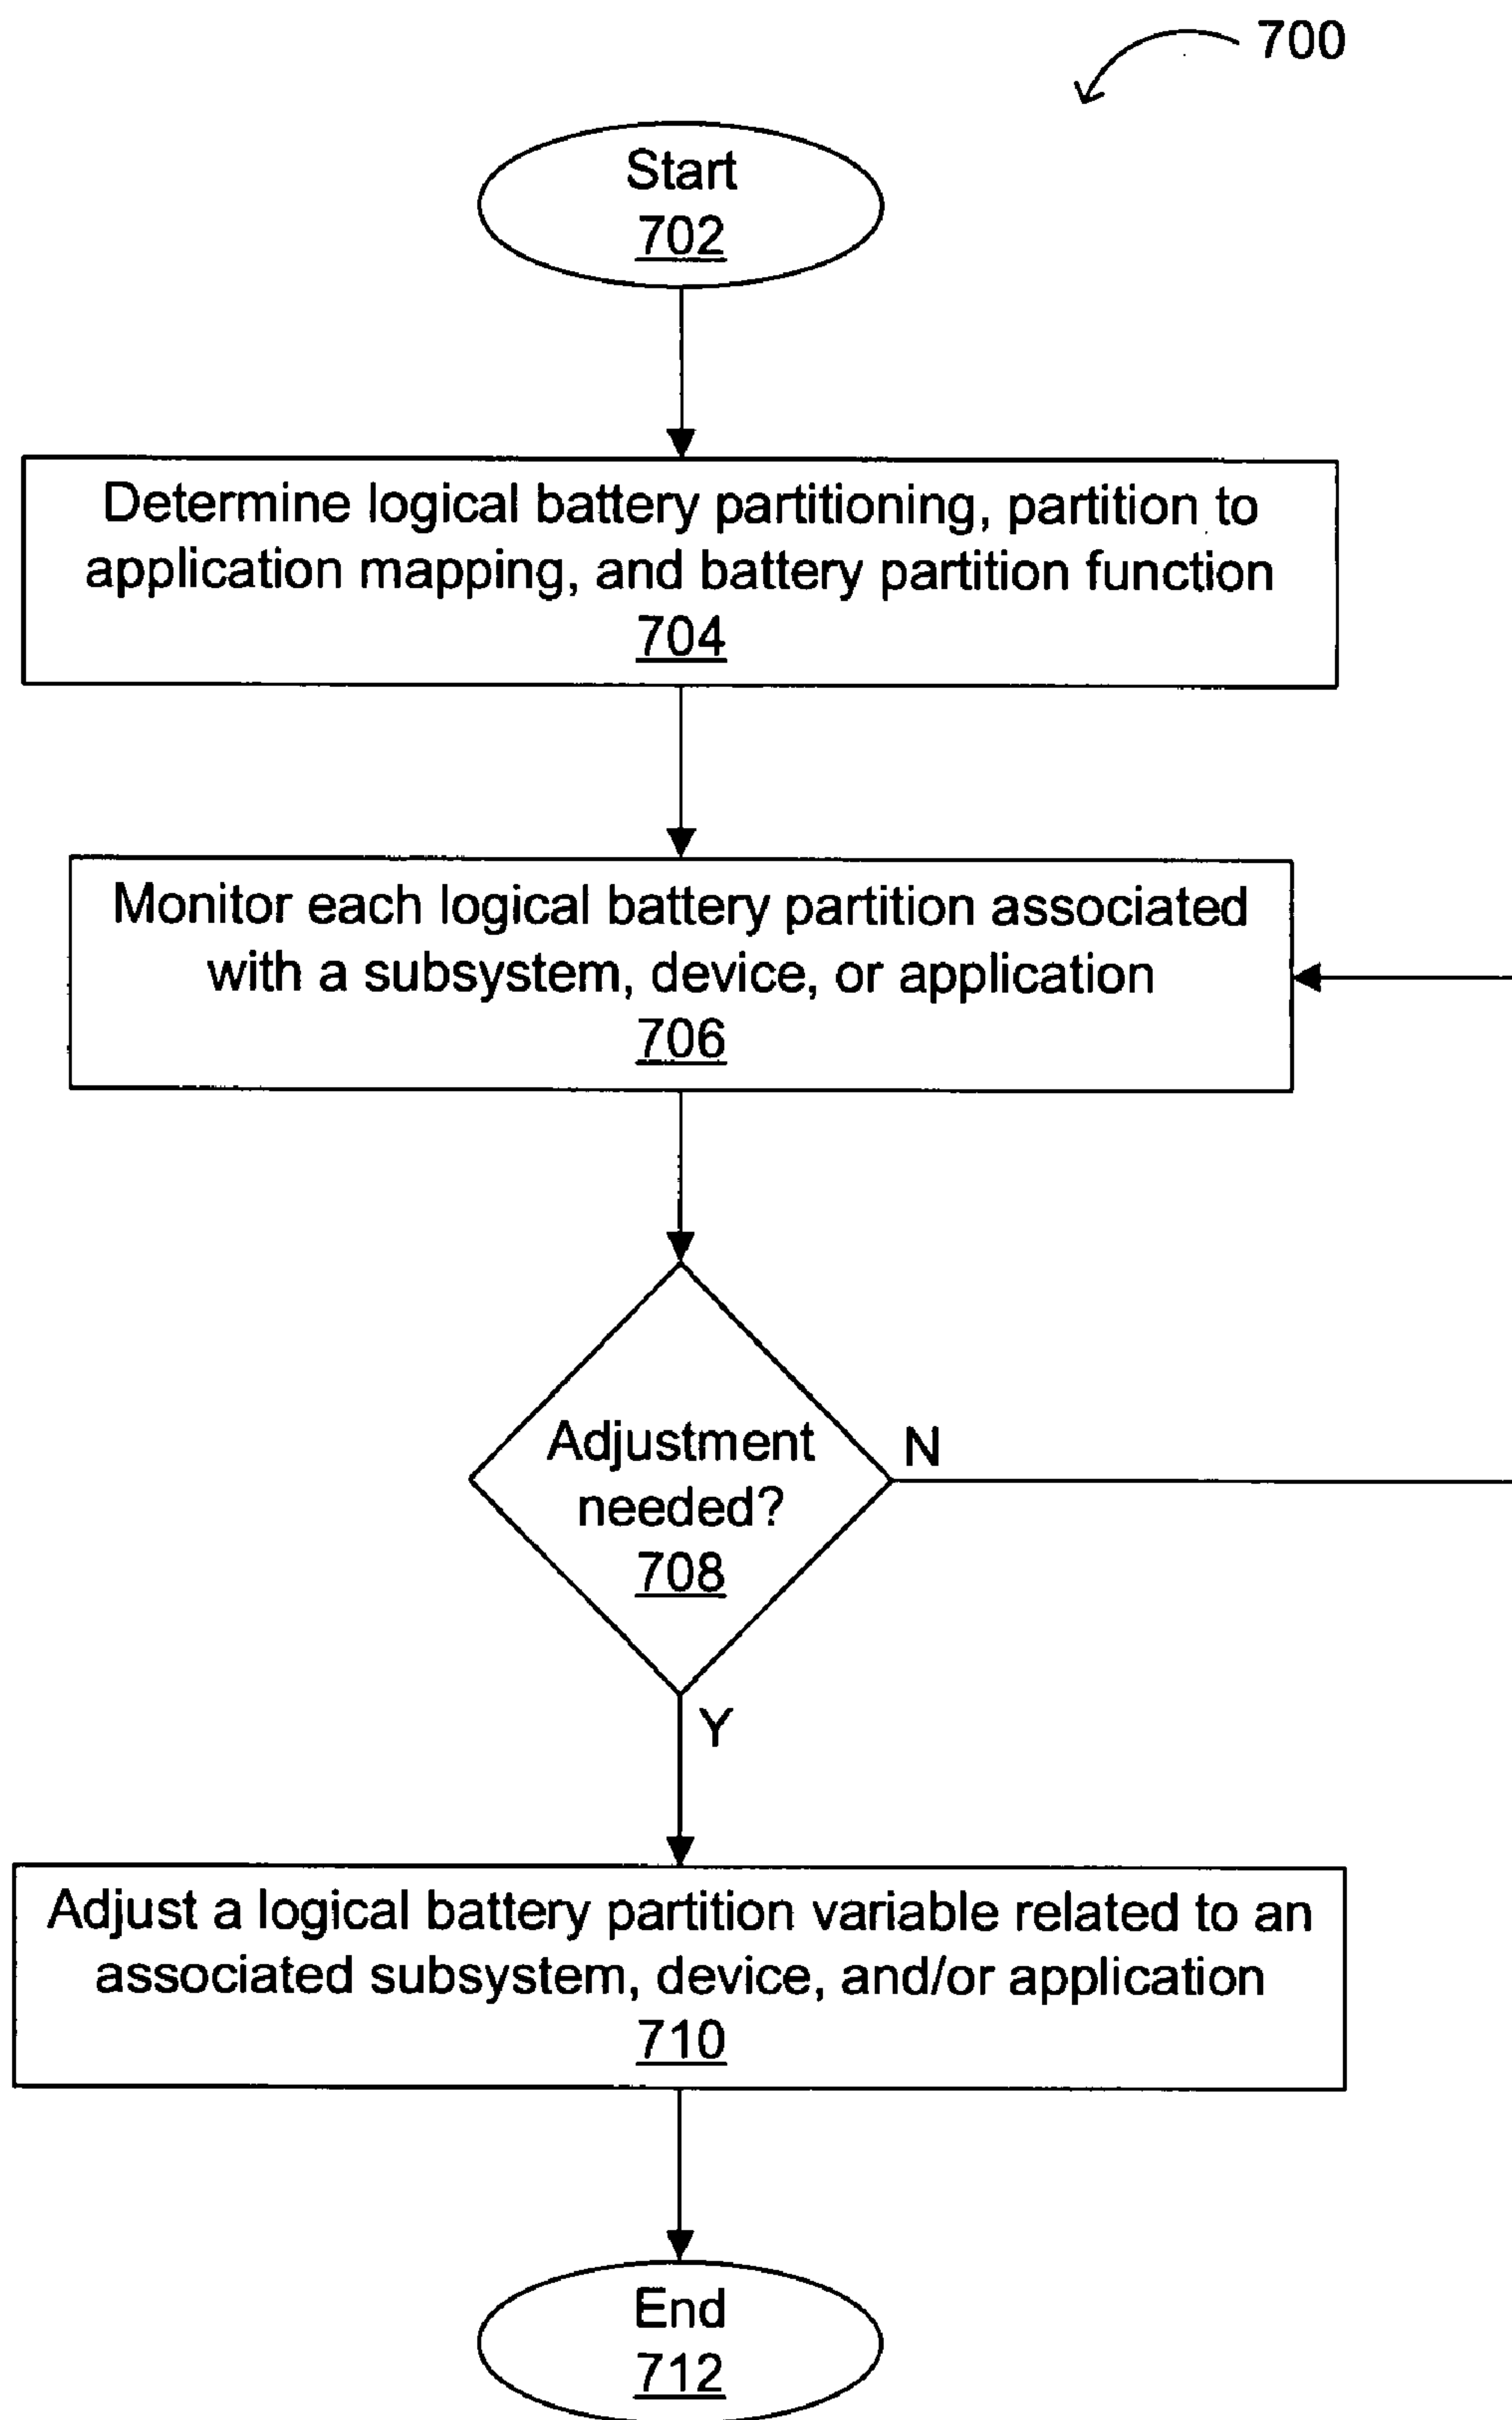 700
Start
702
Determine logical battery partitioning, partition to
application mapping, and battery partition function
704
Monitor each logical battery partition associated
with a subsystem, device, or application
706
Adjustment
needed?
708
N
Y
Adjust a logical battery partition variable related to an
associated subsystem, device, and/or application
710
End
712